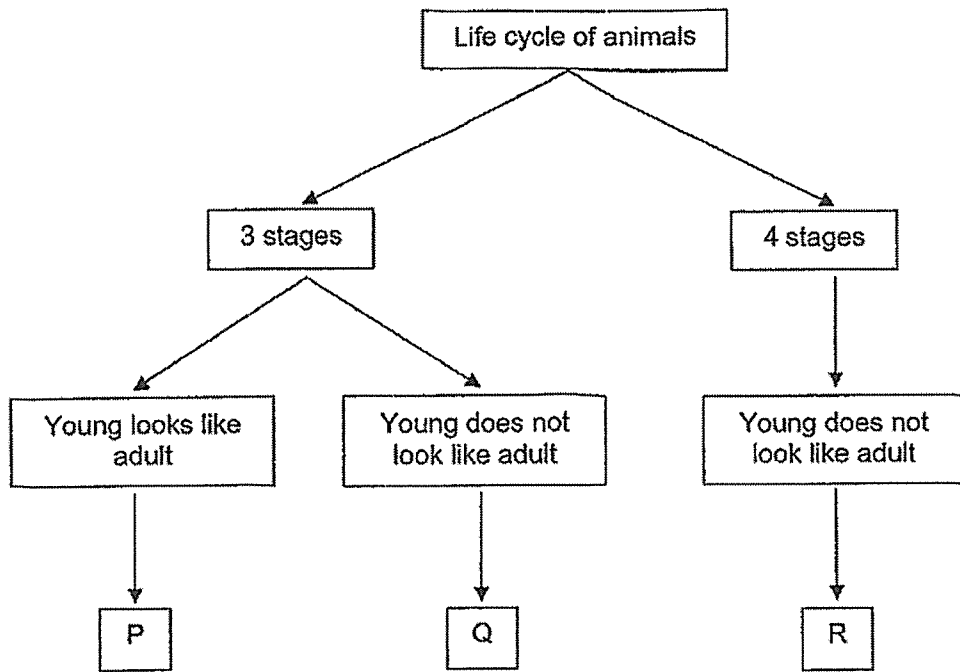 Life cycle of animals
3 stages
4 stages
Young looks like
adult
Young does not
look like adult
Young does not
look like adult
P
Q
R